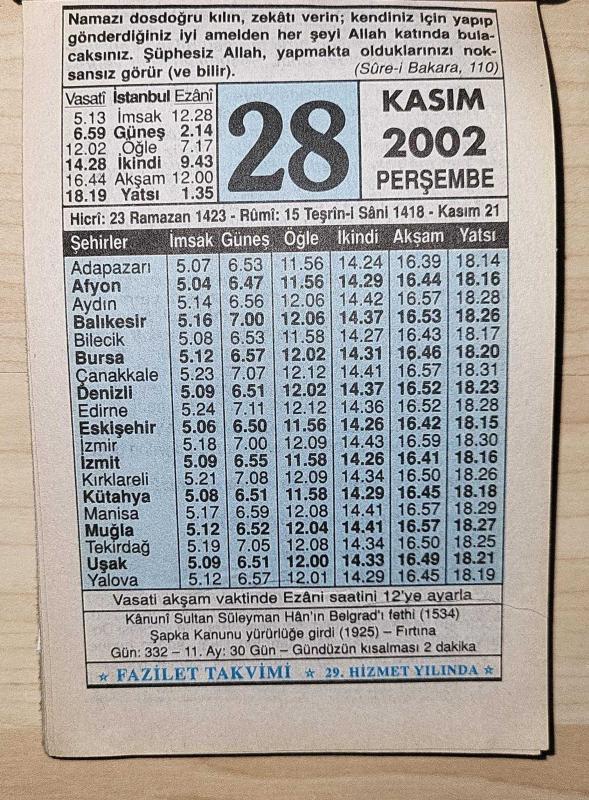 Namazı dosdoğru kılın, zekâtı verin; kendiniz için yapıp
gönderdiğiniz iyi amelden her şeyi Allah katında bula-
caksınız. Şüphesiz Allah, yapmakta olduklarınızı nok-
sansız görür (ve bilir). (Sûre-i Bakara, 110)
Vasatî İstanbul Ezânî
5.13 İmsak 12.28
6.59 Güneş 2.14
12.02 Öğle 7.17
14.28 İkindi 9.43
16.44 Akşam 12.00
18.19 Yatsı 1.35
28
KASIM
2002
PERŞEMBE
Hicrî: 23 Ramazan 1423 - Rûmî: 15 Teşrin-i Sâni 1418 - Kasım 21
Şehirler İmsak Güneş Öğle İkindi Akşam Yatsı
Adapazarı 5.07 6.53 11.56 14.24 16.39 18.14
Afyon 5.04 6.47 11.56 14.29 16.44 18.16
Aydın 5.14 6.56 12.06 14.42 16.57 18.28
Balıkesir 5.16 7.00 12.06 14.37 16.53 18.26
Bilecik 5.08 6.53 11.58 14.27 16.43 18.17
Bursa 5.12 6.57 12.02 14.31 16.46 18.20
Çanakkale 5.23 7.07 12.12 14.41 16.57 18.31
Denizli 5.09 6.51 12.02 14.37 16.52 18.23
Edirne 5.24 7.11 12.12 14.36 16.52 18.28
Eskişehir 5.06 6.50 11.56 14.26 16.42 18.15
İzmir 5.18 7.00 12.09 14.43 16.59 18.30
İzmit 5.09 6.55 11.58 14.26 16.41 18.16
Kırklareli 5.21 7.08 12.09 14.34 16.50 18.26
Kütahya 5.08 6.51 11.58 14.29 16.45 18.18
Manisa 5.17 6.59 12.08 14.41 16.57 18.29
Muğla 5.12 6.52 12.04 14.41 16.57 18.27
Tekirdağ 5.19 7.05 12.08 14.34 16.50 18.25
Uşak 5.09 6.51 12.00 14.33 16.49 18.21
Yalova 5.12 6.57 12.01 14.29 16.45 18.19
Vasati akşam vaktinde Ezâni saatini 12'ye ayarla
Kânunî Sultan Süleyman Hân'ın Belgrad'ı fethi (1534)
Şapka Kanunu yürürlüğe girdi (1925) – Fırtına
Gün: 332 – 11. Ay: 30 Gün – Gündüzün kısalması 2 dakika
★ FAZİLET TAKVİMİ ★ 29. HİZMET YILINDA ★